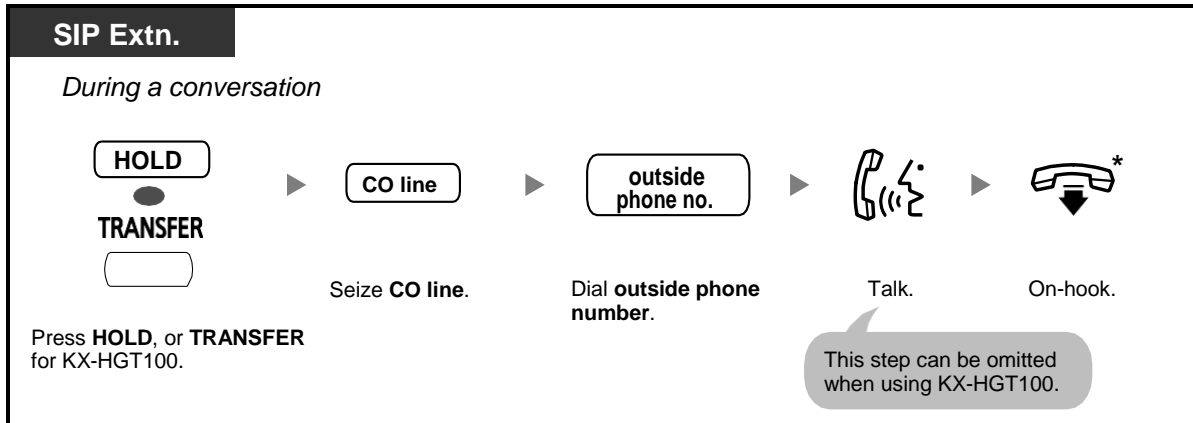 SIP Extn.
During a conversation
HOLD
TRANSFER
Press HOLD, or TRANSFER
for KX-HGT100.
CO line
Seize CO line.
outside
phone no.
Dial outside phone
number.
Talk.
This step can be omitted
when using KX-HGT100.
*
On-hook.